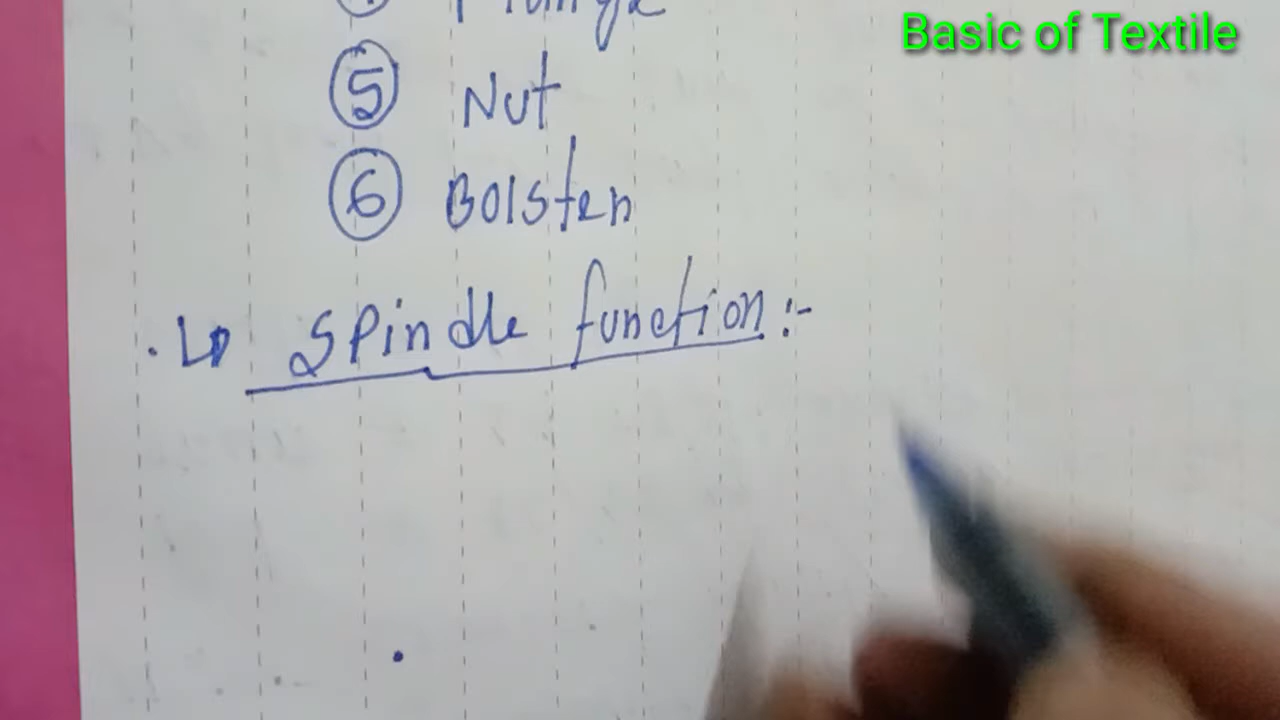 Basic of Textile
⑤ Nut
⑥ Bolsten
Spindle function:-